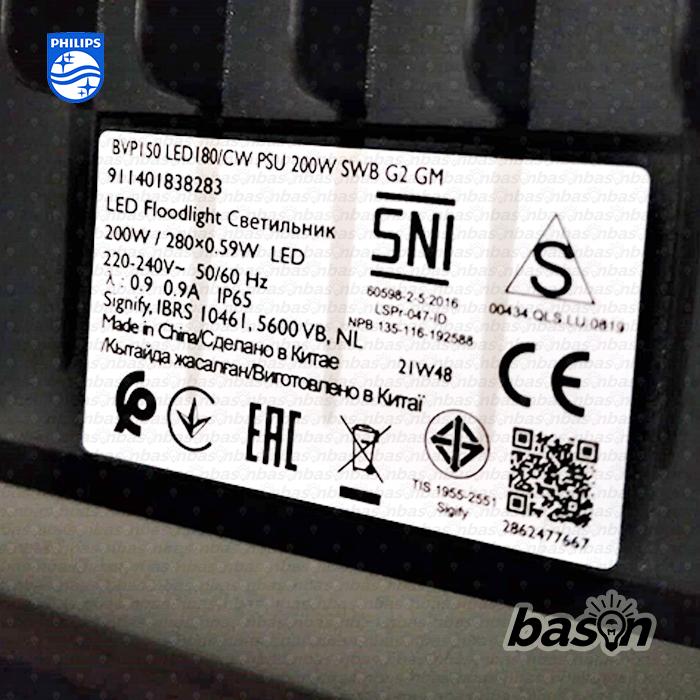 PHILIPS
BVP150 LED180/CW PSU 200W SWB G2 GM
911401838283
LED Floodlight Светильник
200W / 280×0.59W LED
220-240V~ 50/60 Hz
λ : 0.9 0.9A IP65
Signify, IBRS 10461, 5600 VB, NL
Made in China/Сделано в Китае
/Кытайда жасалған/Виготовлено в Китаї
SNI
60598-2-5:2016
LSPr-047-ID
NPB 135-116-192588
21W48
S
00434 QLS LU 0819
CE
EAC
TIS 1955-2551
Sigify
2862477667
bason